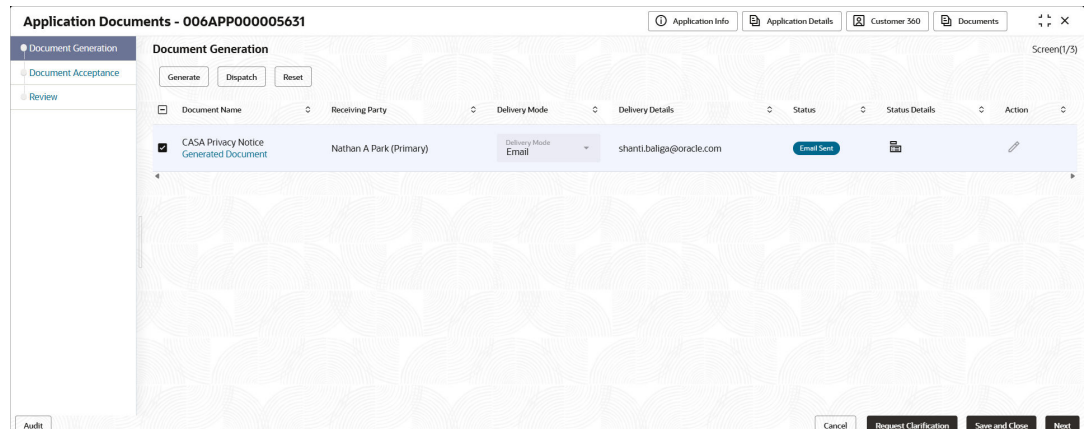 Application Documents - 006APP000005631
Application Info
Application Details
Customer 360
Documents
Document Generation
Document Acceptance
Review
Document Generation
Screen(1/3)
Generate
Dispatch
Reset
Document Name
Receiving Party
Delivery Mode
Delivery Details
Status
Status Details
Action
CASA Privacy Notice
Generated Document
Nathan A Park (Primary)
Delivery Mode
Email
shanti.baliga@oracle.com
Email Sent
Audit
Cancel
Request Clarification
Save and Close
Next